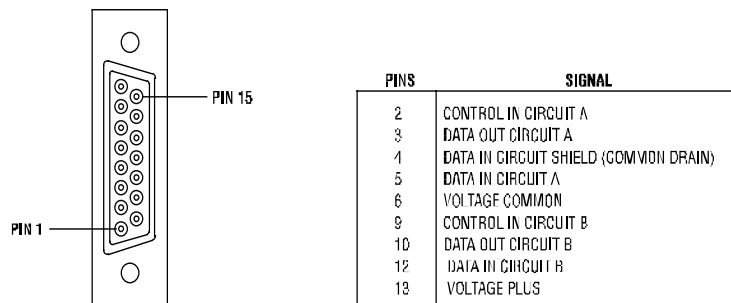 PIN 15
PIN 1
PINS SIGNAL
2 CONTROL IN CIRCUIT A
3 DATA OUT CIRCUIT A
4 DATA IN CIRCUIT SHIELD (COMMON DRAIN)
5 DATA IN CIRCUIT A
6 VOLTAGE COMMON
9 CONTROL IN CIRCUIT B
10 DATA OUT CIRCUIT B
12 DATA IN CIRCUIT B
13 VOLTAGE PLUS